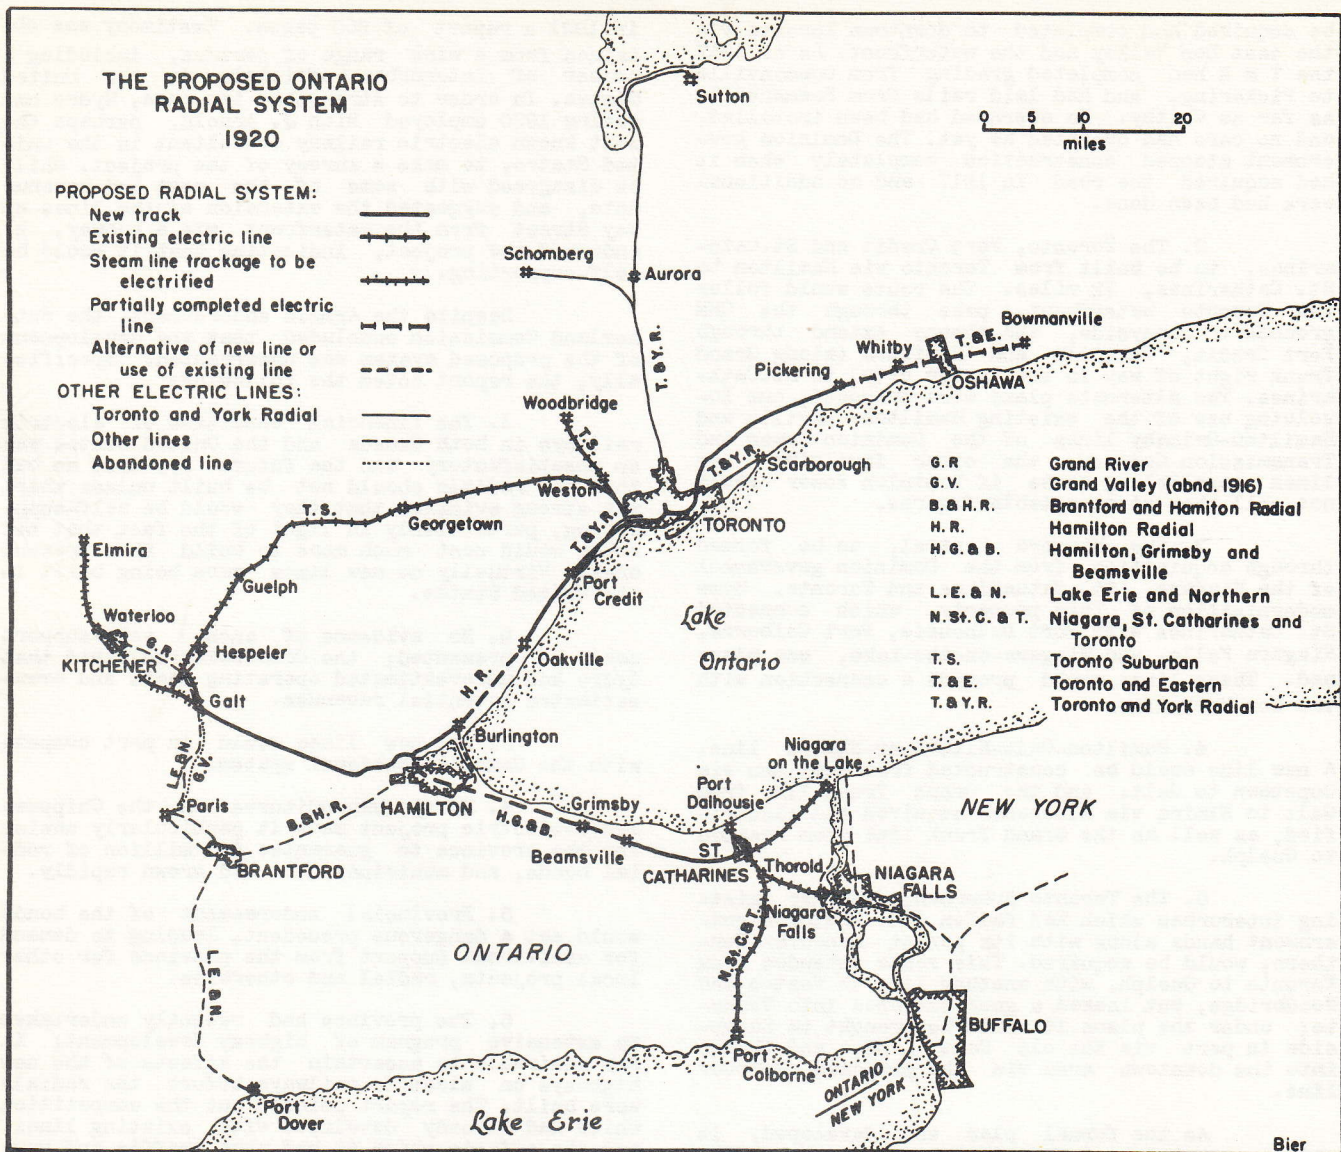 THE PROPOSED ONTARIO
RADIAL SYSTEM
1920
PROPOSED RADIAL SYSTEM:
New track
Existing electric line
Steam line trackage to be
electrified
Partially completed electric
line
Alternative of new line or
use of existing line
OTHER ELECTRIC LINES:
Toronto and York Radial
Other lines
Abandoned line
0 5 10 20
miles
Sutton
Schomberg
Aurora
T.&Y.R.
Bowmanville
T.&E.
Whitby
Pickering
OSHAWA
Woodbridge
T.S.
T.&Y.R.
Scarborough
Weston
TORONTO
T.S.
Georgetown
T.&Y.R.
Elmira
Guelph
Port
Credit
Waterloo
G.R.
KITCHENER
Hespeler
Oakville
H.R.
Galt
Burlington
Lake
Ontario
G.R Grand River
G.V. Grand Valley (abnd. 1916)
B.&H.R. Brantford and Hamiton Radial
H.R. Hamilton Radial
H.G.&B. Hamilton, Grimsby and
Beamsville
L.E.&N. Lake Erie and Northern
N.St.C.&T. Niagara, St. Catharines and
Toronto
T.S. Toronto Suburban
T.&E. Toronto and Eastern
T.&Y.R. Toronto and York Radial
L.E.&N.
G.V.
Paris
HAMILTON
B.&H.R.
BRANTFORD
Grimsby
H.G.&B.
Beamsville
Niagara
on the Lake
Port
Dalhousie
NEW YORK
ST.
CATHARINES
Thorold
NIAGARA
FALLS
Niagara
Falls
ONTARIO
N.St.C.&T.
L.E.&N.
BUFFALO
Port
Colborne
ONTARIO
NEW YORK
Port
Dover
Lake Erie
Bier